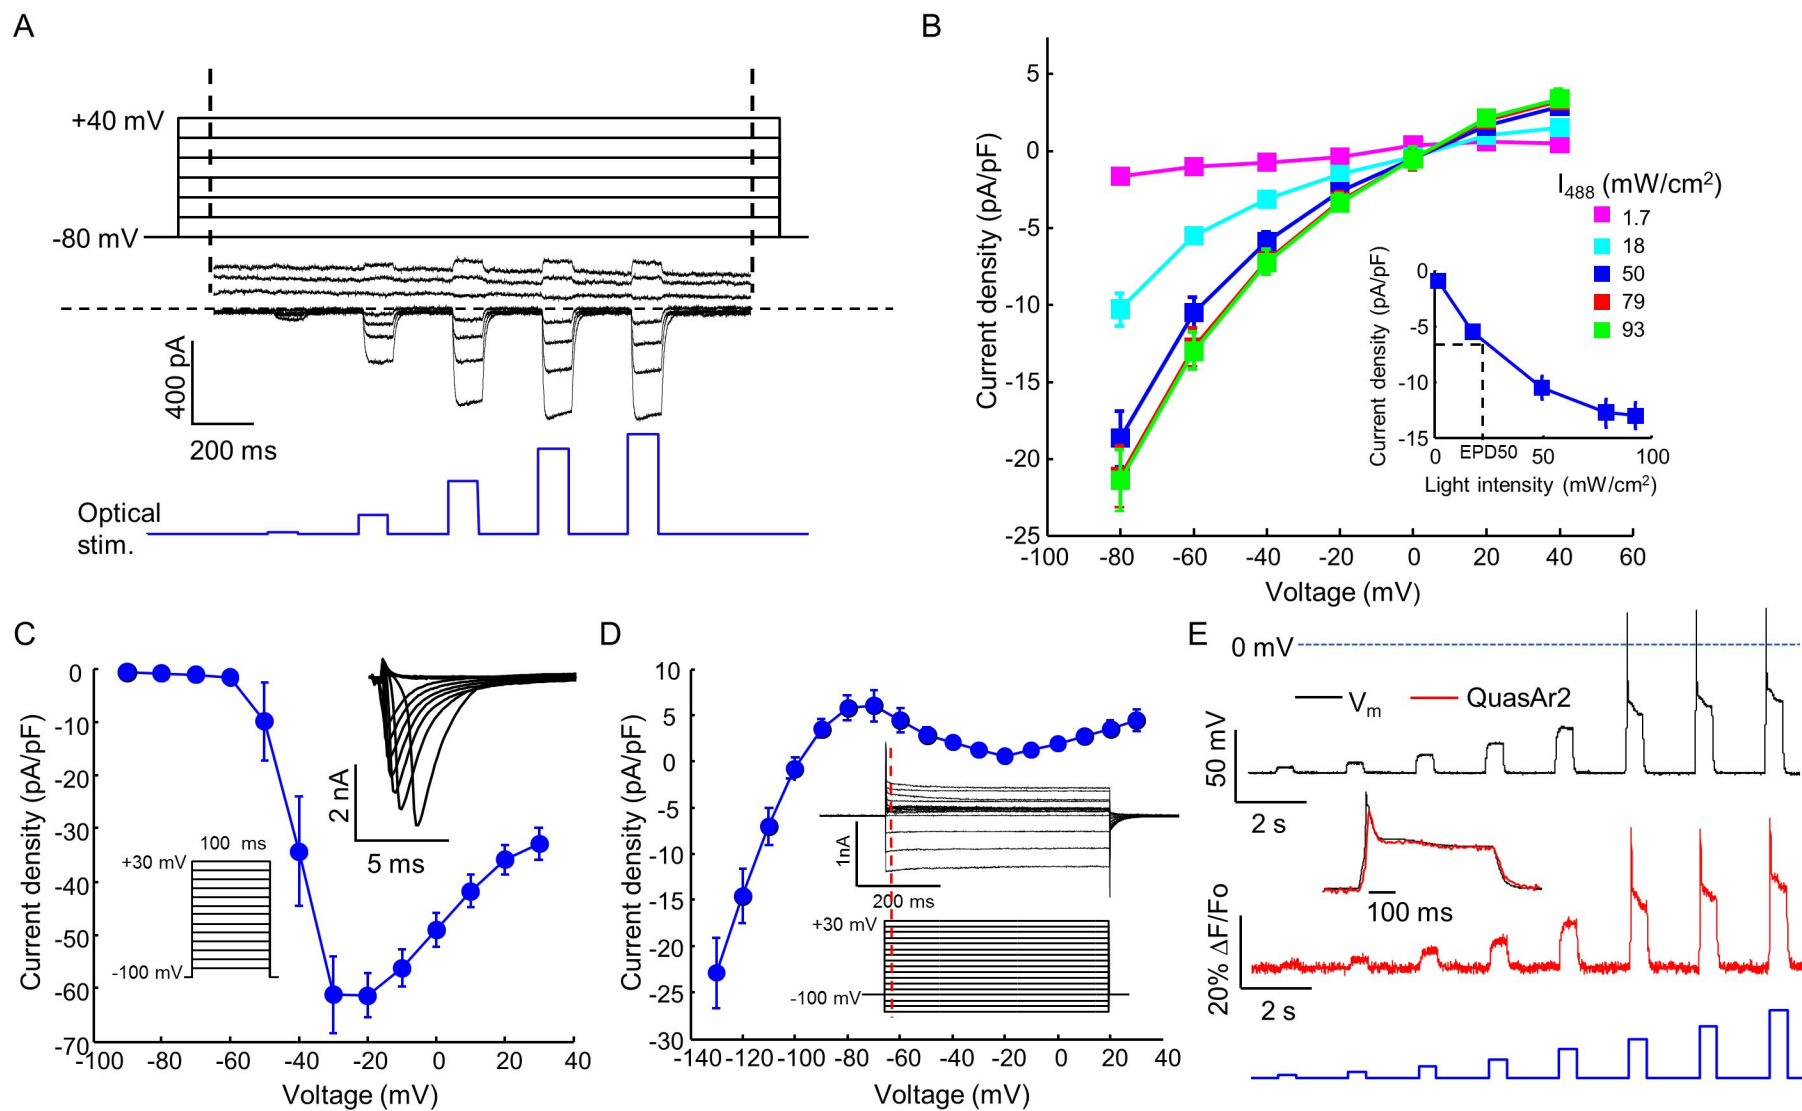 A
+40 mV
-80 mV
400 pA
200 ms
Optical
stim.
B
Current density (pA/pF)
5
0
-5
-10
-15
-20
-25
-100 -80 -60 -40 -20 0 20 40 60
Voltage (mV)
I488 (mW/cm2)
1.7
18
50
79
93
Current density (pA/pF)
0
-5
-10
-15
0 EPD50 50 100
Light intensity (mW/cm2)
C
Current density (pA/pF)
0
-10
-20
-30
-40
-50
-60
-70
-100 -80 -60 -40 -20 0 20 40
Voltage (mV)
2 nA
5 ms
100 ms
+30 mV
-100 mV
D
Current density (pA/pF)
10
5
0
-5
-10
-15
-20
-25
-30
-140 -120 -100 -80 -60 -40 -20 0 20 40
Voltage (mV)
1nA
200 ms
+30 mV
-100 mV
E
0 mV
Vm QuasAr2
50 mV
2 s
100 ms
20% ΔF/Fo
2 s